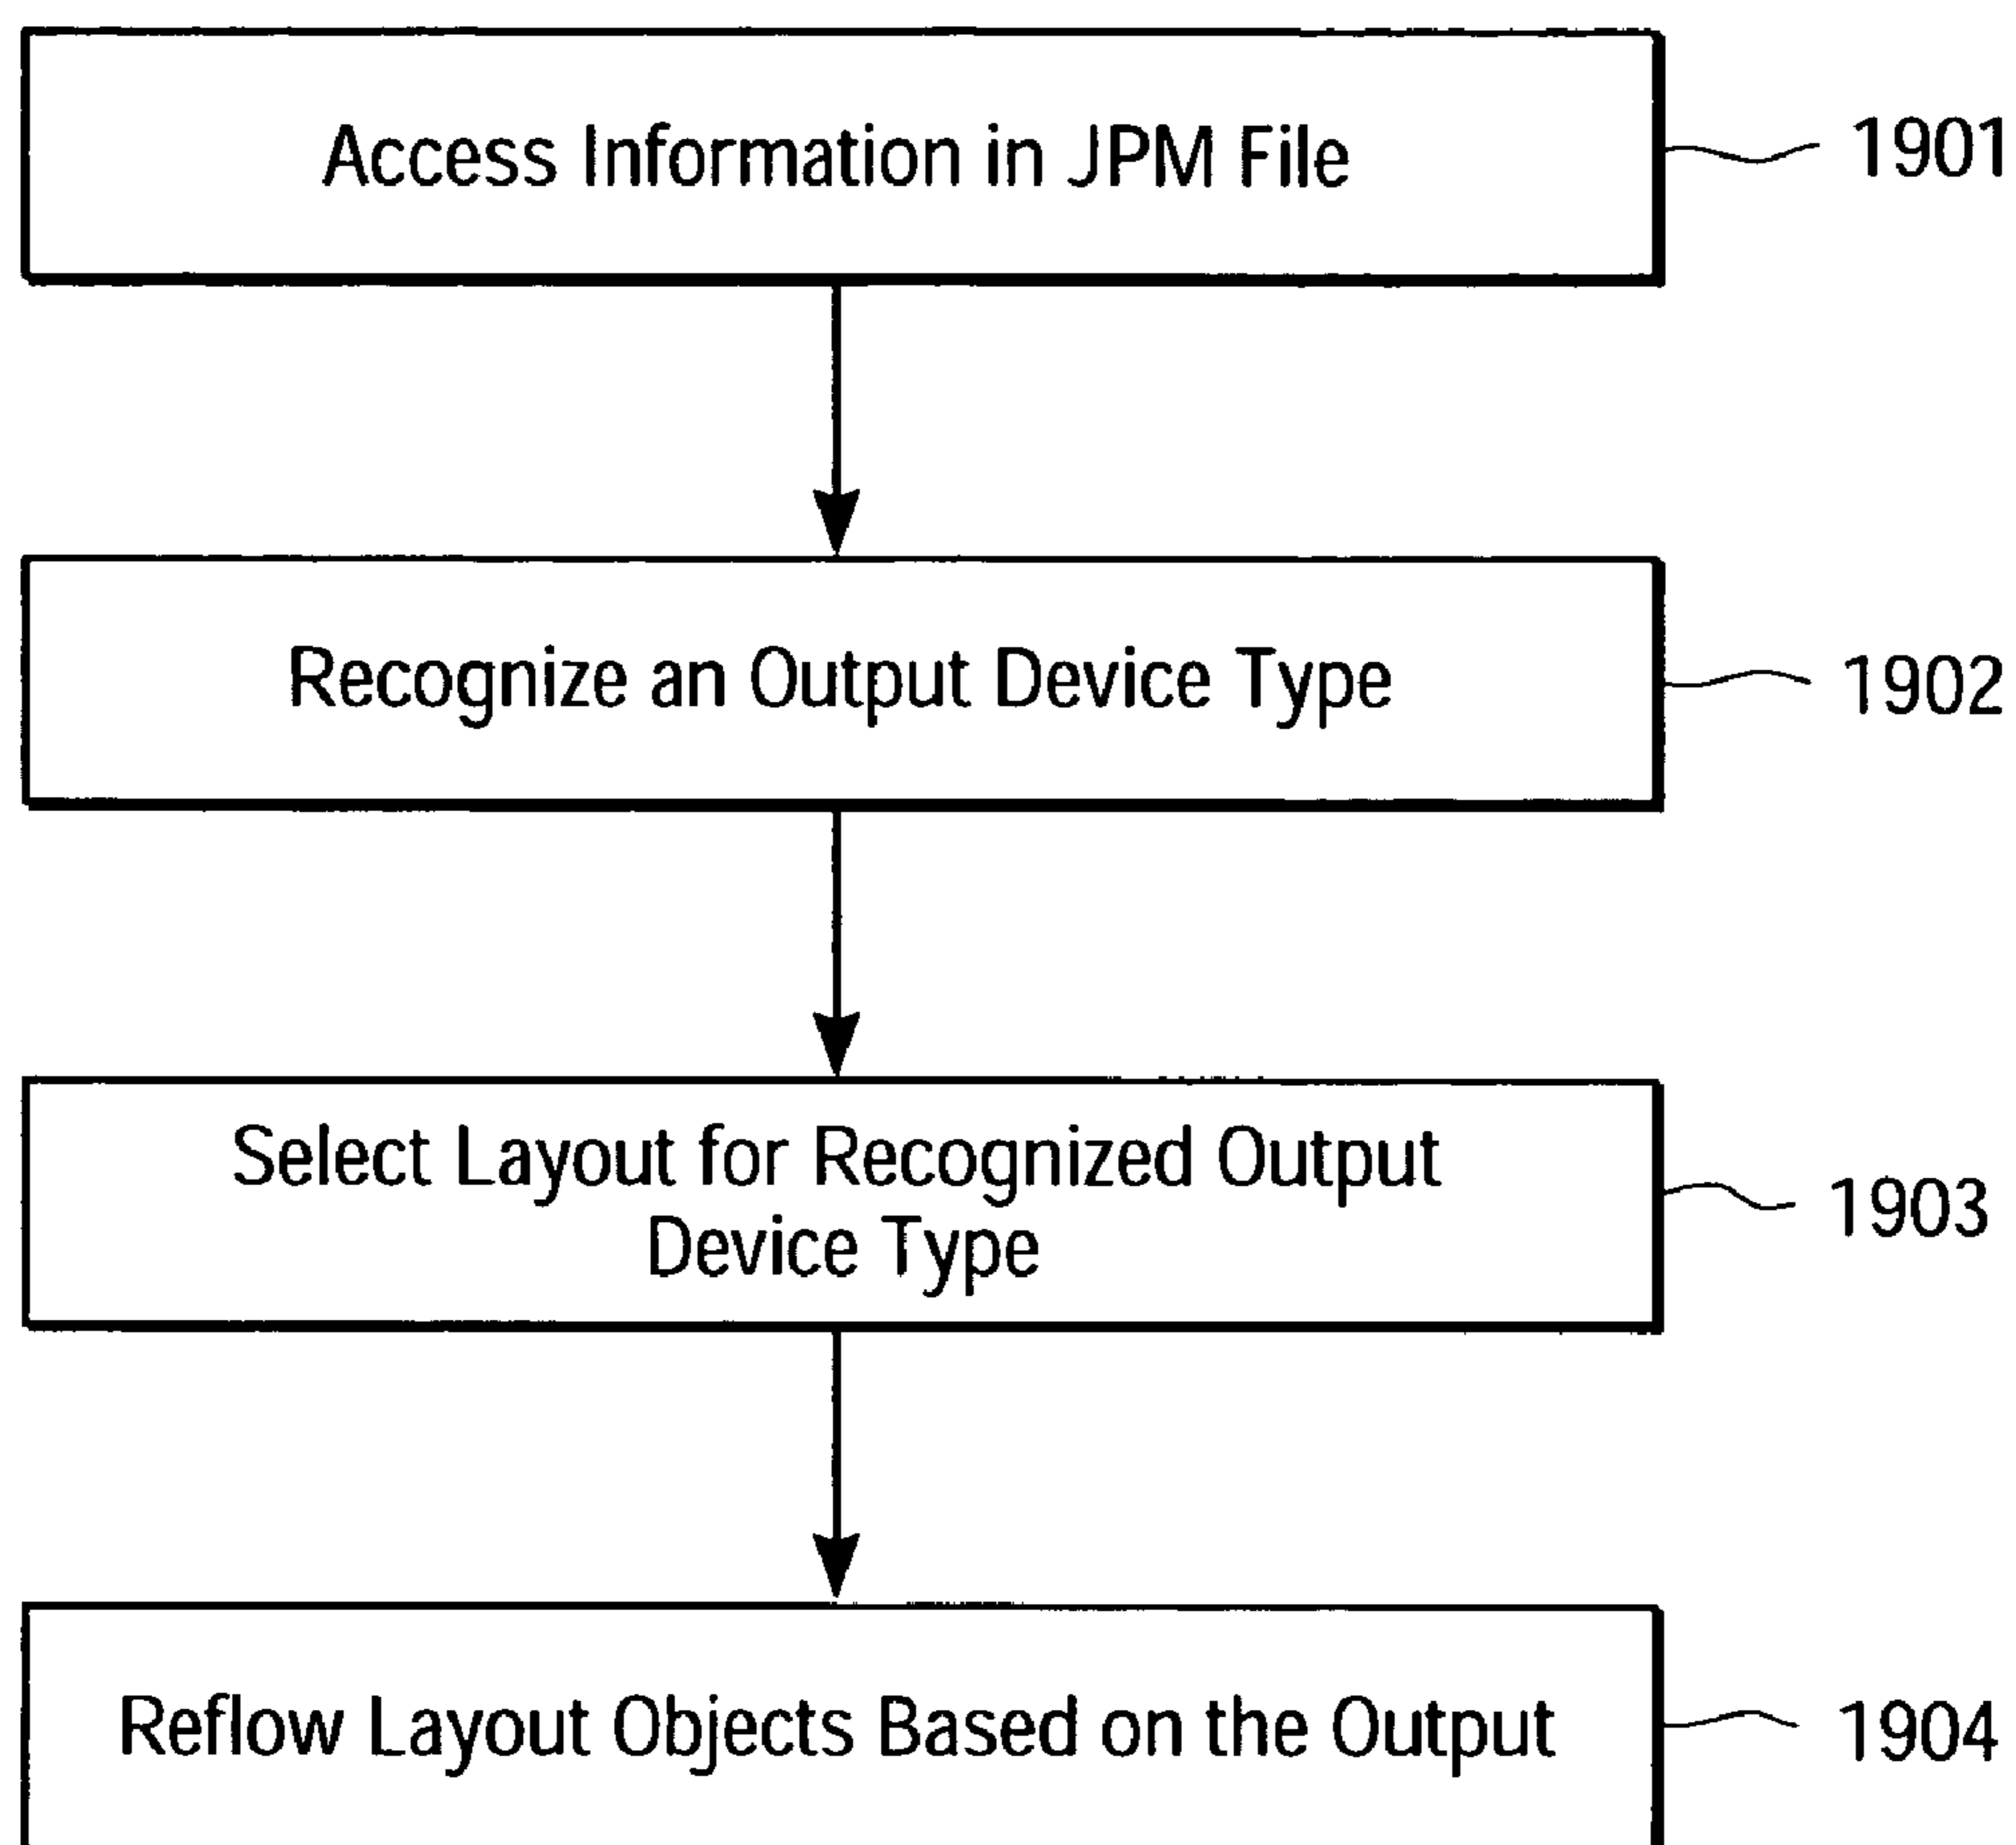 Access Information in JPM File
1901
Recognize an Output Device Type
1902
Select Layout for Recognized Output
Device Type
1903
Reflow Layout Objects Based on the Output
1904